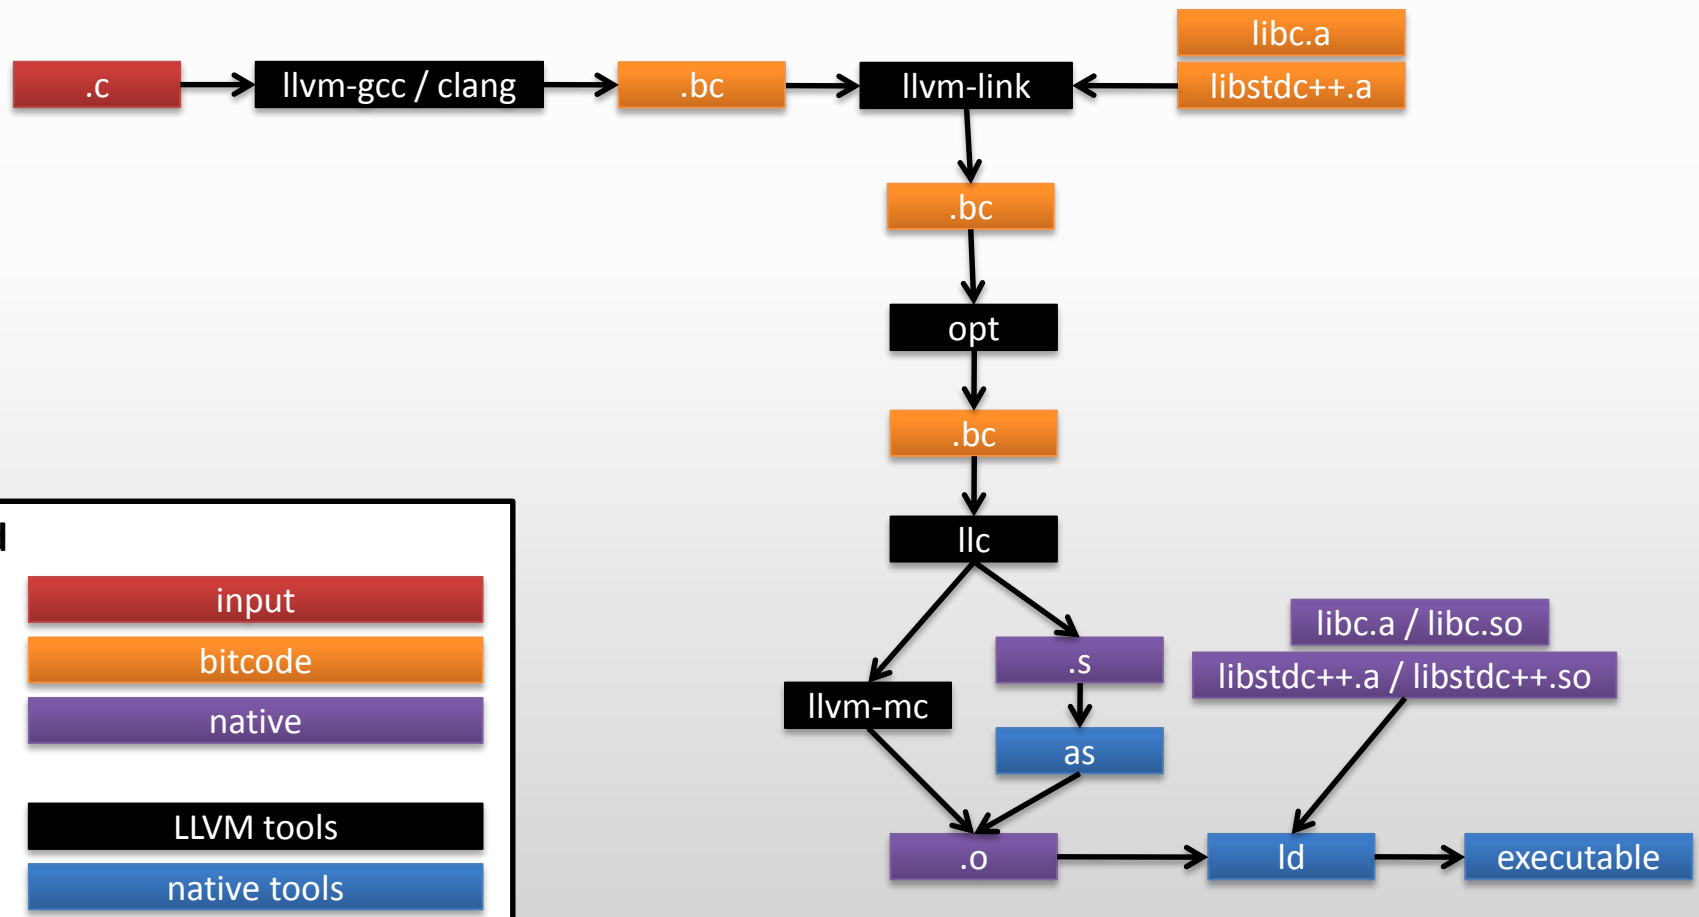 libc.a
.c
llvm-gcc / clang
.bc
llvm-link
libstdc++.a
.bc
opt
.bc
llc
input
bitcode
native
LLVM tools
native tools
libc.a / libc.so
.s
libstdc++.a / libstdc++.so
llvm-mc
as
.o
ld
executable